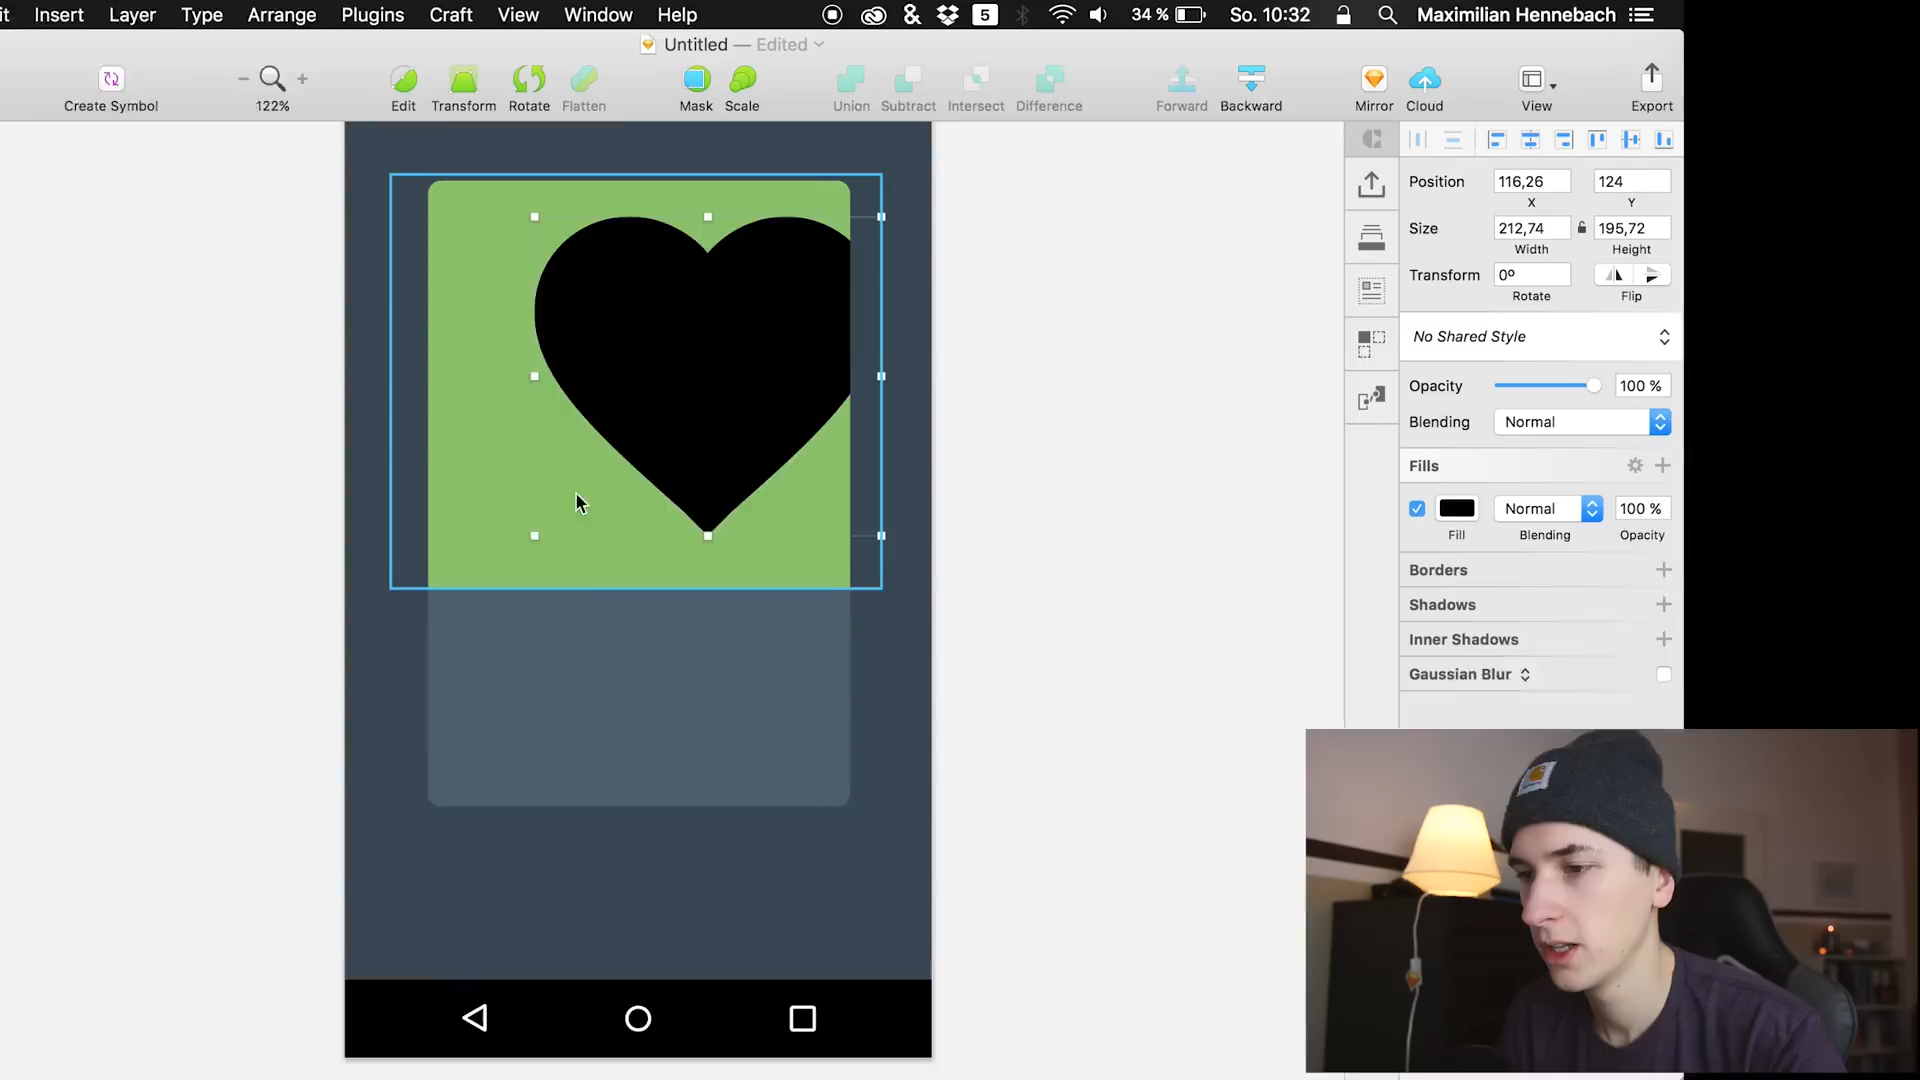 it Insert Layer Type Arrange Plugins Craft View Window Help 5 34 % So. 10:32 Maximilian Hennebach
Untitled — Edited
Create Symbol
122%
Edit Transform Rotate Flatten
Mask Scale
Union Subtract Intersect Difference
Forward Backward
Mirror Cloud
View
Export
Position 116,26 124
X Y
Size 212,74 195,72
Width Height
Transform 0º
Rotate Flip
No Shared Style
Opacity 100 %
Blending Normal
Fills
Normal 100 %
Fill Blending Opacity
Borders
Shadows
Inner Shadows
Gaussian Blur